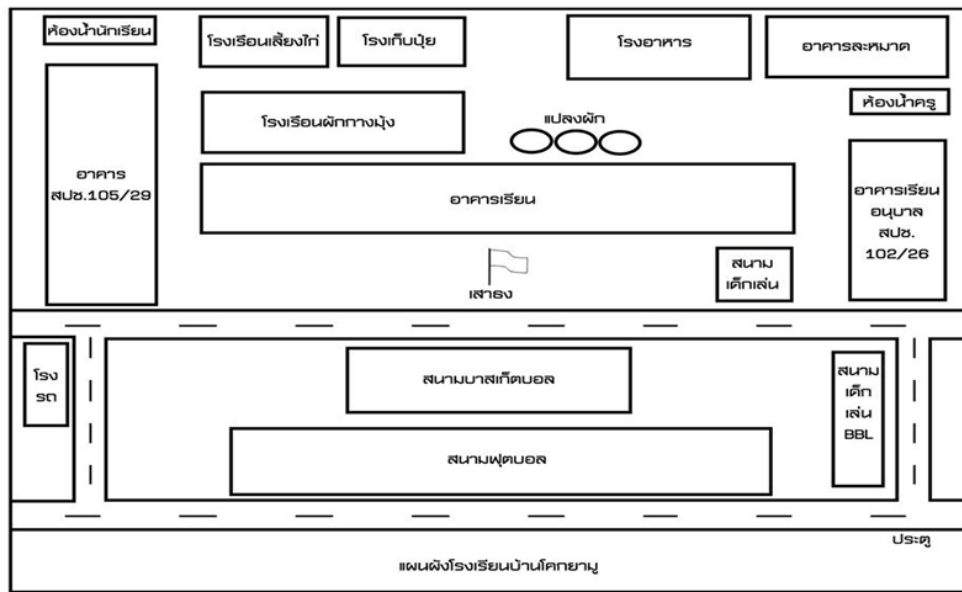 ห้องน้ำนักเรียน
โรงเรือนเลี้ยงไก่
โรงเก็บปุ๋ย
โรงอาหาร
อาคารละหมาด
โรงเรือนผักกางมุ้ง
แปลงผัก
ห้องน้ำครู
อาคาร
สปช.105/29
อาคารเรียน
อาคารเรียน
อนุบาล
สปช.
102/26
เสาธง
สนาม
เด็กเล่น
โรง
รถ
สนามบาสเก็ตบอล
สนาม
เด็ก
เล่น
BBL
สนามฟุตบอล
ประตู
แผนผังโรงเรียนบ้านโคกยามู